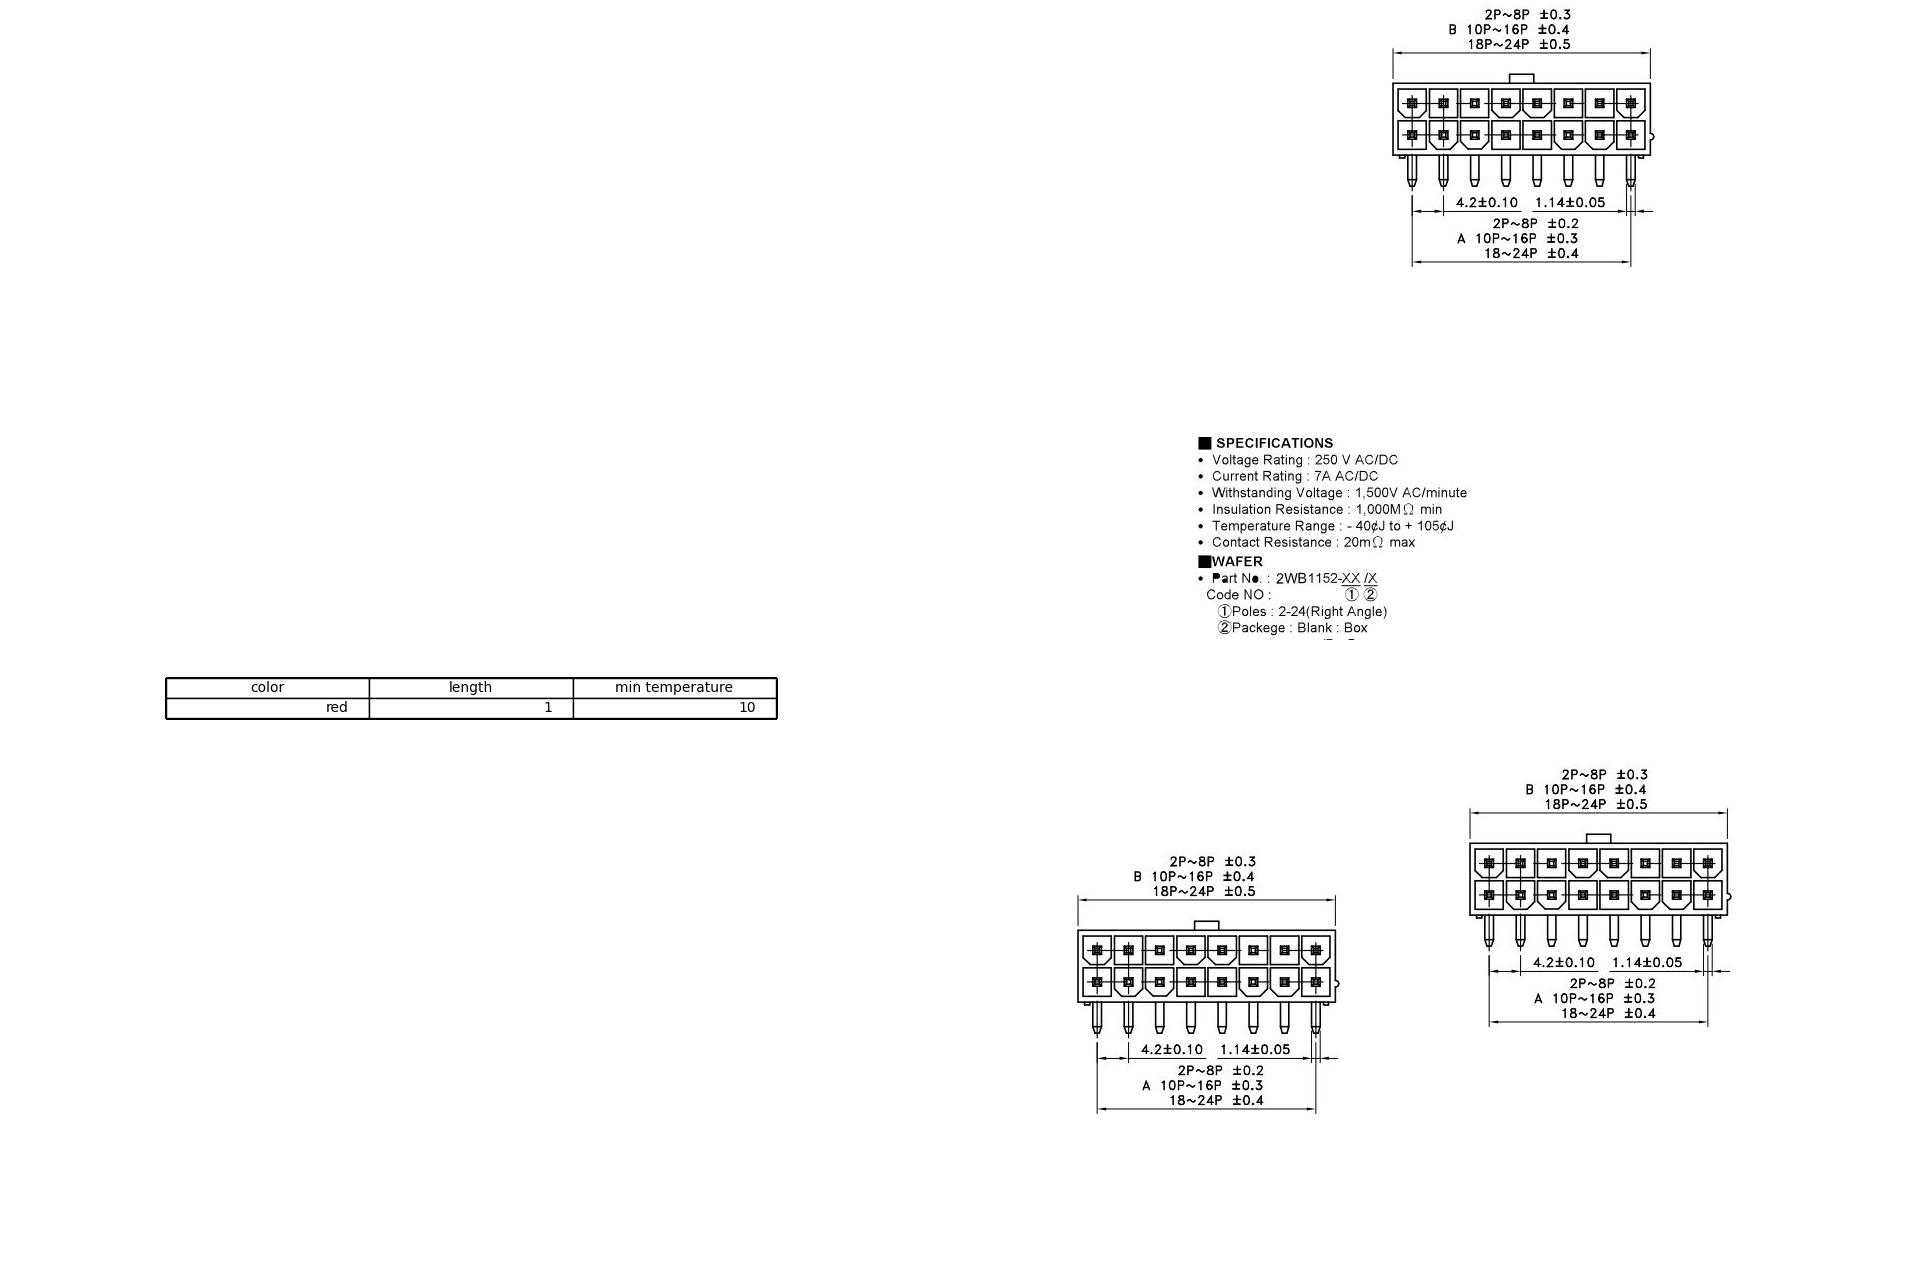 2P~8P ±0.3
B 10P~16P ±0.4
18P~24P ±0.5
4.2±0.10 1.14±0.05
2P~8P ±0.2
A 10P~16P ±0.3
18~24P ±0.4
■ SPECIFICATIONS
• Voltage Rating : 250 V AC/DC
• Current Rating : 7A AC/DC
• Withstanding Voltage : 1,500V AC/minute
• Insulation Resistance : 1,000MΩ min
• Temperature Range : - 40¢J to + 105¢J
• Contact Resistance : 20mΩ max
■WAFER
• Part No. : 2WB1152-XX /X
Code NO : ① ②
①Poles : 2-24(Right Angle)
②Packege : Blank : Box
color length min temperature
red 1 10
2P~8P ±0.3
B 10P~16P ±0.4
18P~24P ±0.5
4.2±0.10 1.14±0.05
2P~8P ±0.2
A 10P~16P ±0.3
18~24P ±0.4
2P~8P ±0.3
B 10P~16P ±0.4
18P~24P ±0.5
4.2±0.10 1.14±0.05
2P~8P ±0.2
A 10P~16P ±0.3
18~24P ±0.4